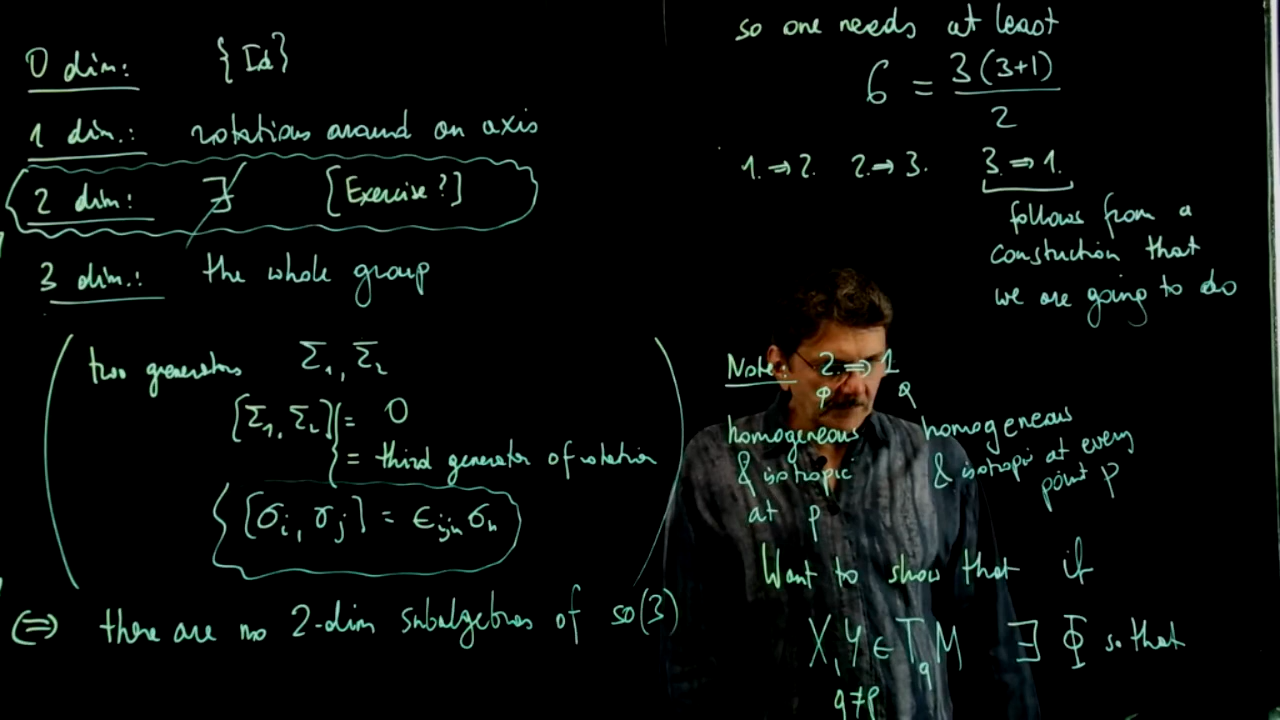 0 dim: {Id}
1 dim.: rotations around an axis
2 dim: ∄ [Exercise?]
3 dim.: the whole group
two generators Σ₁, Σ₂
[Σ₁, Σ₂] = 0
= third generator of rotation
{[σᵢ, σⱼ] = ϵᵢⱼₖ σₖ
⇔ there are no 2-dim subalgebras of so(3)
so one needs at least
6 = 3(3+1)/2
1. ⇒ 2. 2. ⇒ 3. 3. ⇒ 1.
follows from a
construction that
we are going to do
Note: 2. ⇒ 1
homogeneous & isotropic at p
homogeneous & isotropic at every point p
Want to show that if
X, Y ∈ T_q M ∃ Φ so that
q≠p